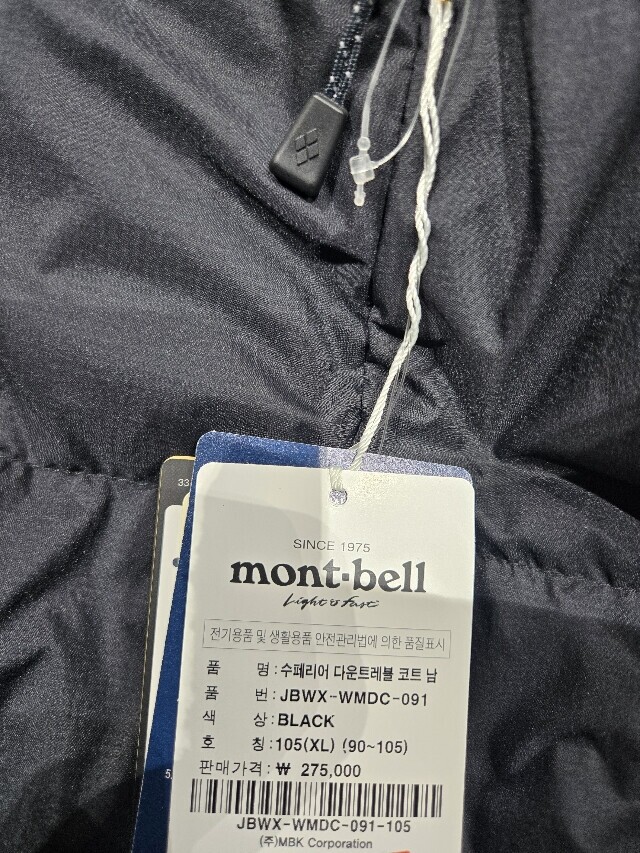 33
SINCE 1975
mont-bell
Light & Fast
전기용품 및 생활용품 안전관리법에 의한 품질표시
품 명 : 수페리어 다운트레블 코트 남
품 번 : JBWX-WMDC-091
색 상 : BLACK
호 칭 : 105(XL) (90~105)
판매가격 : ₩ 275,000
5,
JBWX-WMDC-091-105
(주)MBK Corporation